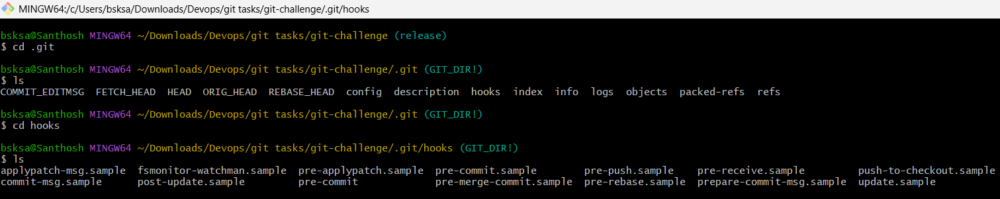 MINGW64:/c/Users/bsksa/Downloads/Devops/git tasks/git-challenge/.git/hooks
bsksa@Santhosh MINGW64 ~/Downloads/Devops/git tasks/git-challenge (release)
$ cd .git
bsksa@Santhosh MINGW64 ~/Downloads/Devops/git tasks/git-challenge/.git (GIT_DIR!)
$ ls
COMMIT_EDITMSG  FETCH_HEAD  HEAD  ORIG_HEAD  REBASE_HEAD  config  description  hooks  index  info  logs  objects  packed-refs  refs
bsksa@Santhosh MINGW64 ~/Downloads/Devops/git tasks/git-challenge/.git (GIT_DIR!)
$ cd hooks
bsksa@Santhosh MINGW64 ~/Downloads/Devops/git tasks/git-challenge/.git/hooks (GIT_DIR!)
$ ls
applypatch-msg.sample  fsmonitor-watchman.sample  pre-applypatch.sample  pre-commit.sample        pre-push.sample    pre-receive.sample         push-to-checkout.sample
commit-msg.sample      post-update.sample         pre-commit             pre-merge-commit.sample  pre-rebase.sample  prepare-commit-msg.sample  update.sample